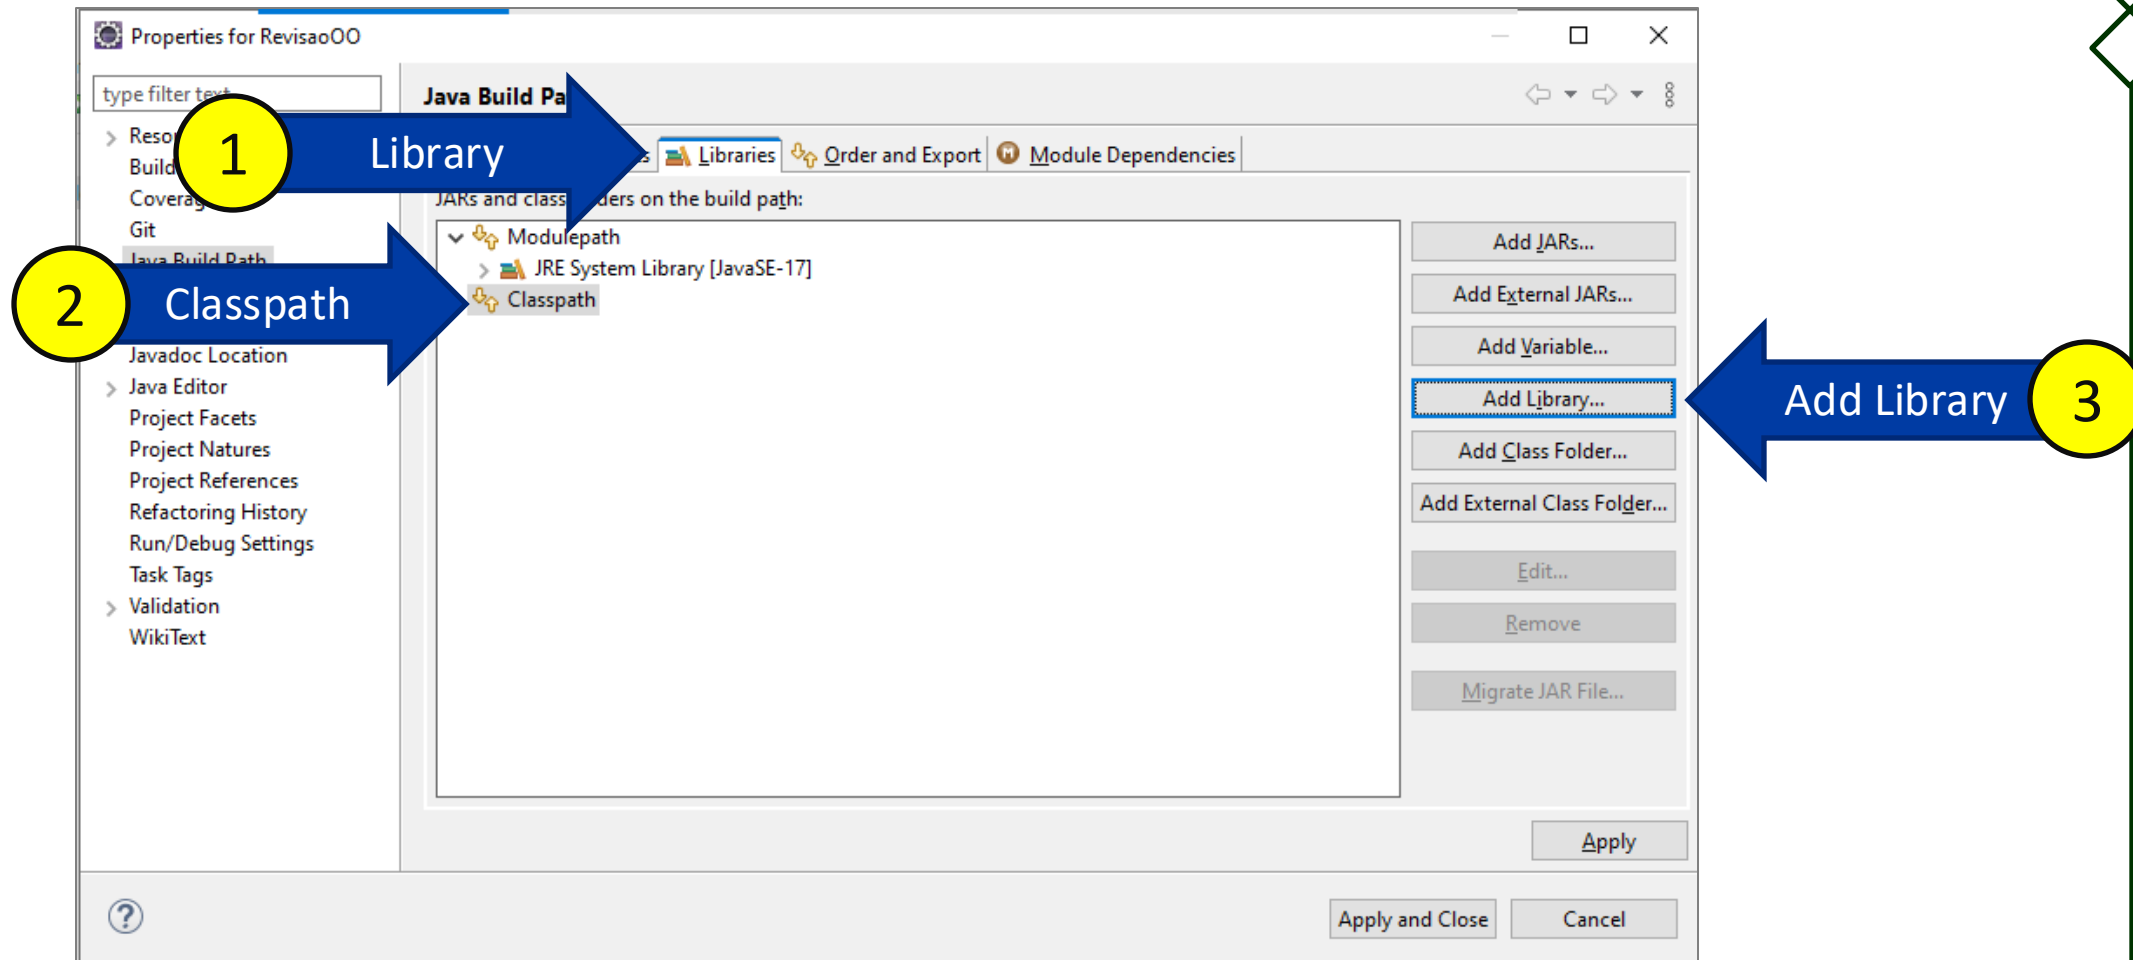 Properties for RevisaoOO
type filter text
Java Build Pa
1
Library
Libraries
Order and Export
Module Dependencies
JARs and class
ders on the build path:
Git
Java Build Path
2
Classpath
Javadoc Location
Java Editor
Project Facets
Project Natures
Project References
Refactoring History
Run/Debug Settings
Task Tags
Validation
WikiText
Modulepath
JRE System Library [JavaSE-17]
Classpath
Add JARs...
Add External JARs...
Add Variable...
Add Library...
Add Class Folder...
Add External Class Folder...
Edit...
Remove
Migrate JAR File...
Add Library
3
Apply
Apply and Close
Cancel